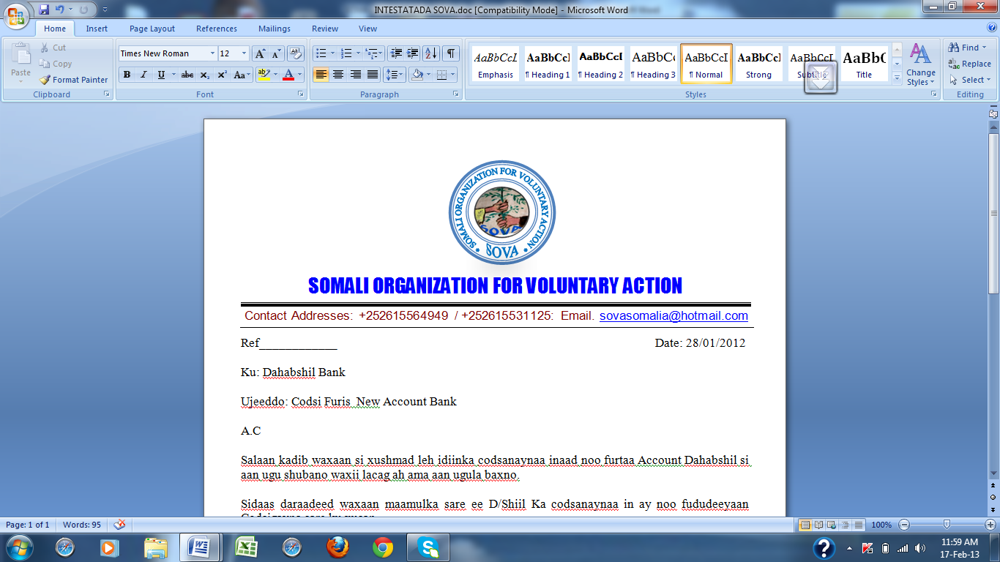 INTESTATADA SOVA.doc [Compatibility Mode] - Microsoft Word
Home Insert Page Layout References Mailings Review View
Paste
Cut
Copy
Format Painter
Clipboard
Times New Roman 12
Font
Paragraph
AaBbCcI AaBbCcI AaBbCcI AaBbCc AaBbCcI AaBbCcI AaBbCcI AaBbC
Emphasis ¶ Heading 1 ¶ Heading 2 ¶ Heading 3 ¶ Normal Strong Subtitle Title
Change Styles
Styles
Find
Replace
Select
Editing
SOMALI ORGANIZATION FOR VOLUNTARY ACTION
SOVA
SOVA
SOMALI ORGANIZATION FOR VOLUNTARY ACTION
Contact Addresses: +252615564949 / +252615531125: Email. sovasomalia@hotmail.com
Ref_____________ Date: 28/01/2012
Ku: Dahabshil Bank
Ujeeddo: Codsi Furis New Account Bank
A.C
Salaan kadib waxaan si xushmad leh idiinka codsanaynaa inaad noo furtaa Account Dahabshil si
aan ugu shubano waxii lacag ah ama aan ugula baxno.
Sidaas daraadeed waxaan maamulka sare ee D/Shiil Ka codsanaynaa in ay noo fududeeyaan
Page: 1 of 1 Words: 95 100%
11:59 AM
17-Feb-13